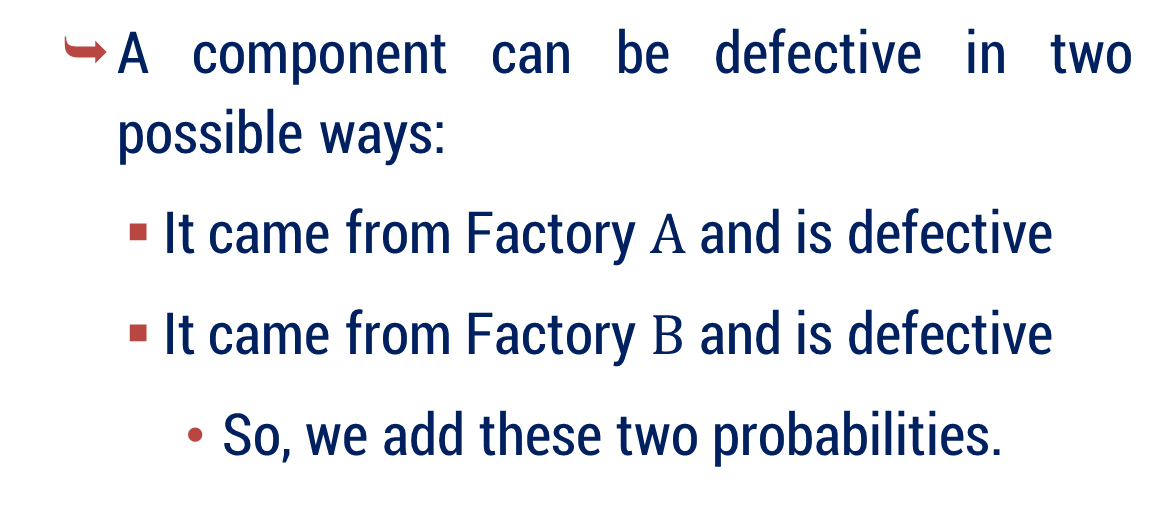 A component can be defective in two
possible ways:
It came from Factory A and is defective
It came from Factory B and is defective
So, we add these two probabilities.